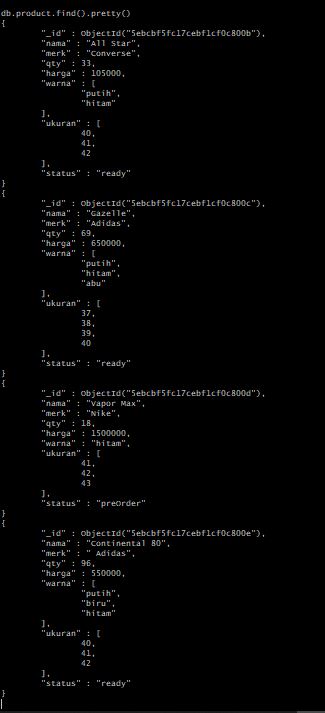 db.product.find().pretty()
{
"_id" : ObjectId("5ebcbf5fc17cebf1cf0c800b"),
"nama" : "All Star",
"merk" : "Converse",
"qty" : 33,
"harga" : 105000,
"warna" : [
"putih",
"hitam"
],
"ukuran" : [
40,
41,
42
],
"status" : "ready"
}
{
"_id" : ObjectId("5ebcbf5fc17cebf1cf0c800c"),
"nama" : "Gazelle",
"merk" : "Adidas",
"qty" : 69,
"harga" : 650000,
"warna" : [
"putih",
"hitam",
"abu"
],
"ukuran" : [
37,
38,
39,
40
],
"status" : "ready"
}
{
"_id" : ObjectId("5ebcbf5fc17cebf1cf0c800d"),
"nama" : "Vapor Max",
"merk" : "Nike",
"qty" : 18,
"harga" : 1500000,
"warna" : "hitam",
"ukuran" : [
41,
42,
43
],
"status" : "preOrder"
}
{
"_id" : ObjectId("5ebcbf5fc17cebf1cf0c800e"),
"nama" : "Continental 80",
"merk" : " Adidas",
"qty" : 96,
"harga" : 550000,
"warna" : [
"putih",
"biru",
"hitam"
],
"ukuran" : [
40,
41,
42
],
"status" : "ready"
}